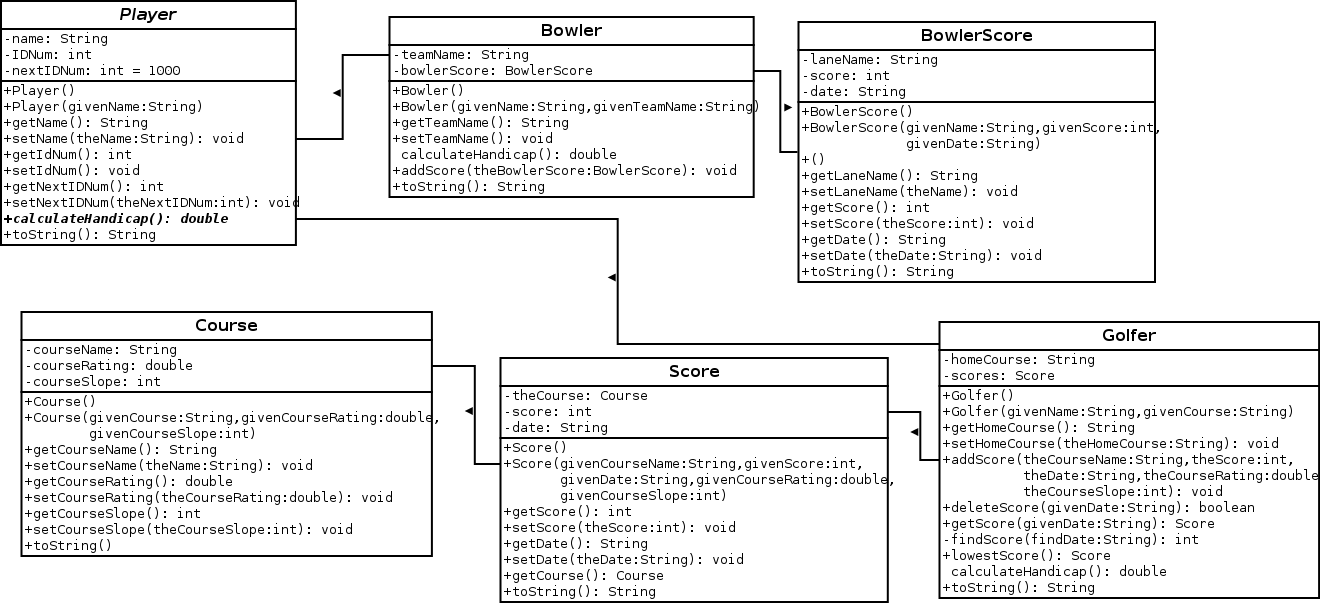 Player
-name: String
-IDNum: int
-nextIDNum: int = 1000
+Player()
+Player(givenName:String)
+getName(): String
+setName(theName:String): void
+getIdNum(): int
+setIdNum(): void
+getNextIDNum(): int
+setNextIDNum(theNextIDNum:int): void
+calculateHandicap(): double
+toString(): String
Bowler
-teamName: String
-bowlerScore: BowlerScore
+Bowler()
+Bowler(givenName:String,givenTeamName:String)
+getTeamName(): String
+setTeamName(): void
calculateHandicap(): double
+addScore(theBowlerScore:BowlerScore): void
+toString(): String
BowlerScore
-laneName: String
-score: int
-date: String
+BowlerScore()
+BowlerScore(givenName:String,givenScore:int,
givenDate:String)
+()
+getLaneName(): String
+setLaneName(theName): void
+getScore(): int
+setScore(theScore:int): void
+getDate(): String
+setDate(theDate:String): void
+toString(): String
Course
-courseName: String
-courseRating: double
-courseSlope: int
+Course()
+Course(givenCourse:String,givenCourseRating:double,
givenCourseSlope:int)
+getCourseName(): String
+setCourseName(theName:String): void
+getCourseRating(): double
+setCourseRating(theCourseRating:double): void
+getCourseSlope(): int
+setCourseSlope(theCourseSlope:int): void
+toString()
Score
-theCourse: Course
-score: int
-date: String
+Score()
+Score(givenCourseName:String,givenScore:int,
givenDate:String,givenCourseRating:double,
givenCourseSlope:int)
+getScore(): int
+setScore(theScore:int): void
+getDate(): String
+setDate(theDate:String): void
+getCourse(): Course
+toString(): String
Golfer
-homeCourse: String
-scores: Score
+Golfer()
+Golfer(givenName:String,givenCourse:String)
+getHomeCourse(): String
+setHomeCourse(theHomeCourse:String): void
+addScore(theCourseName:String,theScore:int,
theDate:String,theCourseRating:double
theCourseSlope:int): void
+deleteScore(givenDate:String): boolean
+getScore(givenDate:String): Score
-findScore(findDate:String): int
+lowestScore(): Score
calculateHandicap(): double
+toString(): String